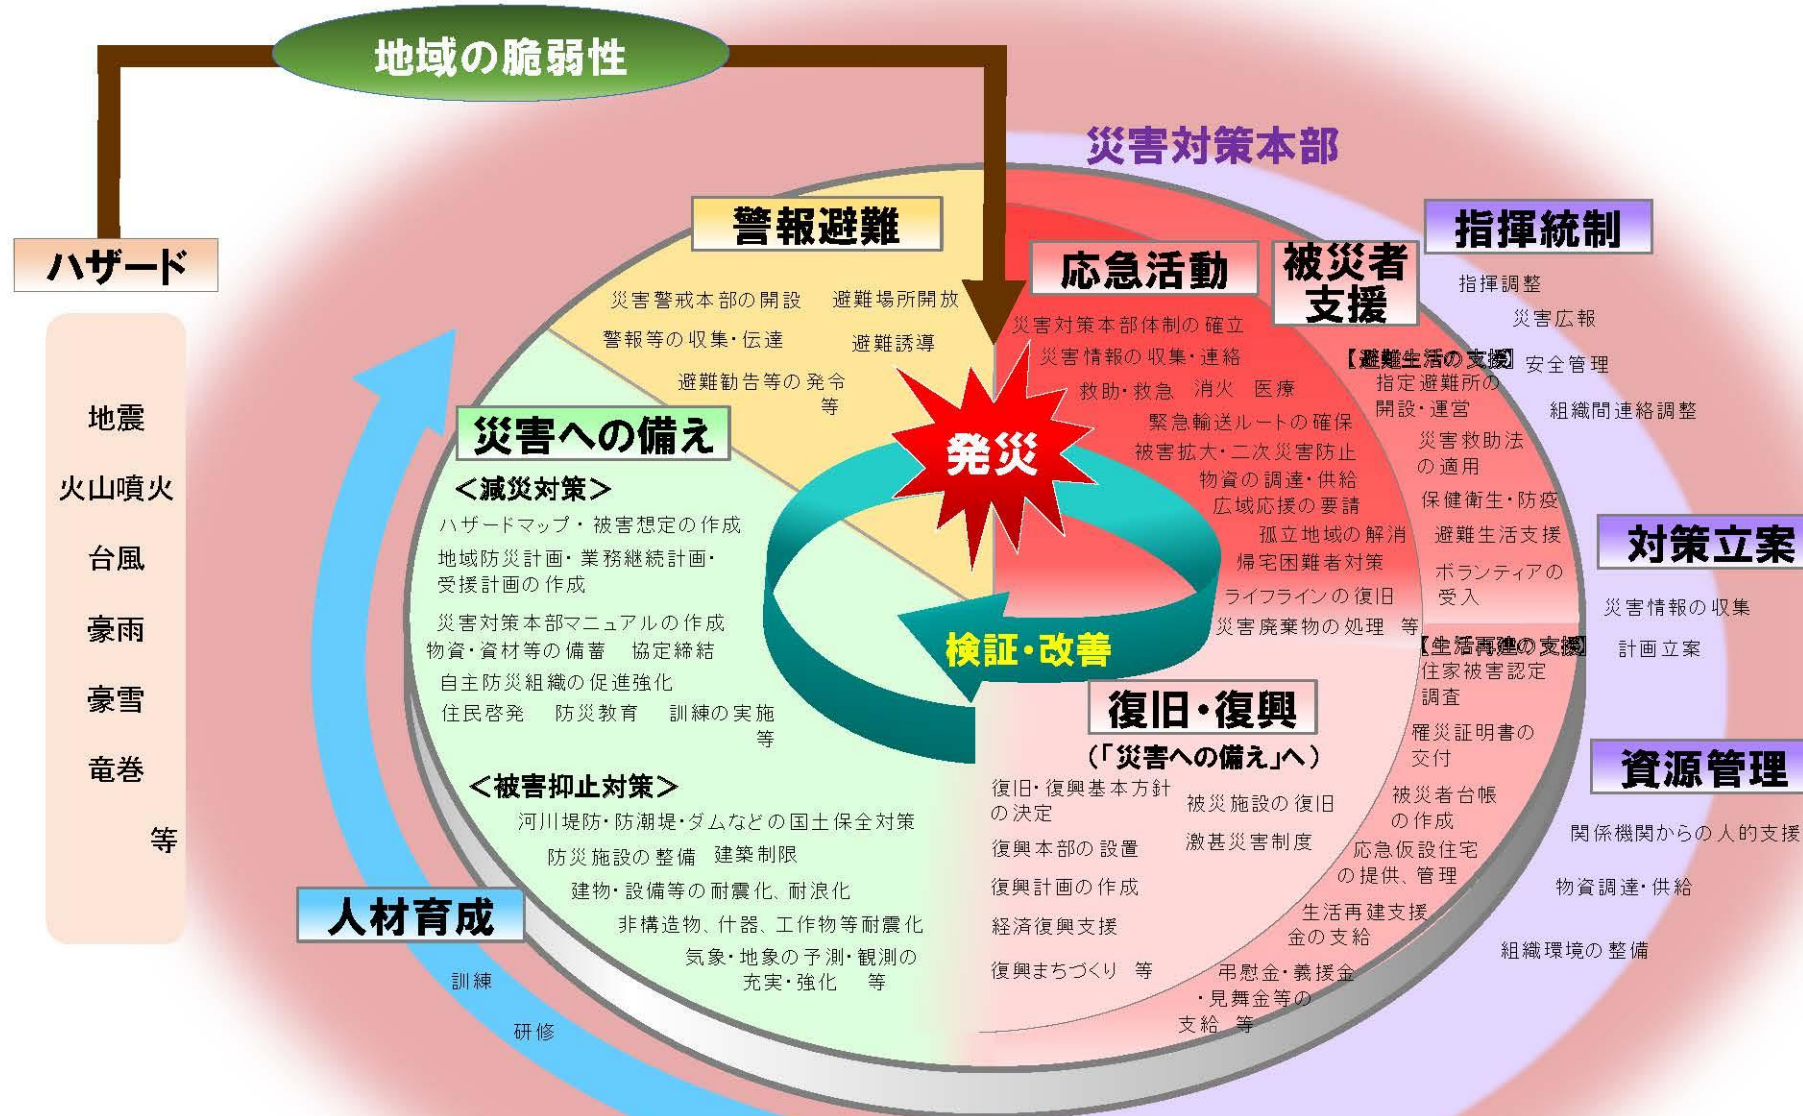 地域の脆弱性
ハザード
地震
火山噴火
台風
豪雨
豪雪
竜巻
等
警報避難
災害警戒本部の開設 避難場所開放
警報等の収集・伝達 避難誘導
避難勧告等の発令
等
災害への備え
＜減災対策＞
ハザードマップ・被害想定の作成
地域防災計画・業務継続計画・
受援計画の作成
災害対策本部マニュアルの作成
物資・資材等の備蓄 協定締結
自主防災組織の促進強化
住民啓発 防災教育 訓練の実施
等
＜被害抑止対策＞
河川堤防・防潮堤・ダムなどの国土保全対策
防災施設の整備 建築制限
建物・設備等の耐震化、耐浪化
非構造物、什器、工作物等耐震化
気象・地象の予測・観測の
充実・強化 等
人材育成
訓練
研修
発災
検証・改善
応急活動
災害対策本部体制の確立
災害情報の収集・連絡
救助・救急 消火 医療
緊急輸送ルートの確保
被害拡大・二次災害防止
物資の調達・供給
広域応援の要請
孤立地域の解消
帰宅困難者対策
ライフラインの復旧
災害廃棄物の処理 等
復旧・復興
（「災害への備え」へ）
復旧・復興基本方針
の決定
復興本部の設置
復興計画の作成
経済復興支援
復興まちづくり 等
被災施設の復旧
激甚災害制度
被災者
支援
【避難生活の支援】
指定避難所の
開設・運営
災害救助法
の適用
保健衛生・防疫
避難生活支援
ボランティアの
受入
【生活再建の支援】
住家被害認定
調査
罹災証明書の
交付
被災者台帳
の作成
応急仮設住宅
の提供、管理
生活再建支援
金の支給
弔慰金・義援金
・見舞金等の
支給 等
災害対策本部
指揮統制
指揮調整
災害広報
安全管理
組織間連絡調整
対策立案
災害情報の収集
計画立案
資源管理
関係機関からの人的支援
物資調達・供給
組織環境の整備